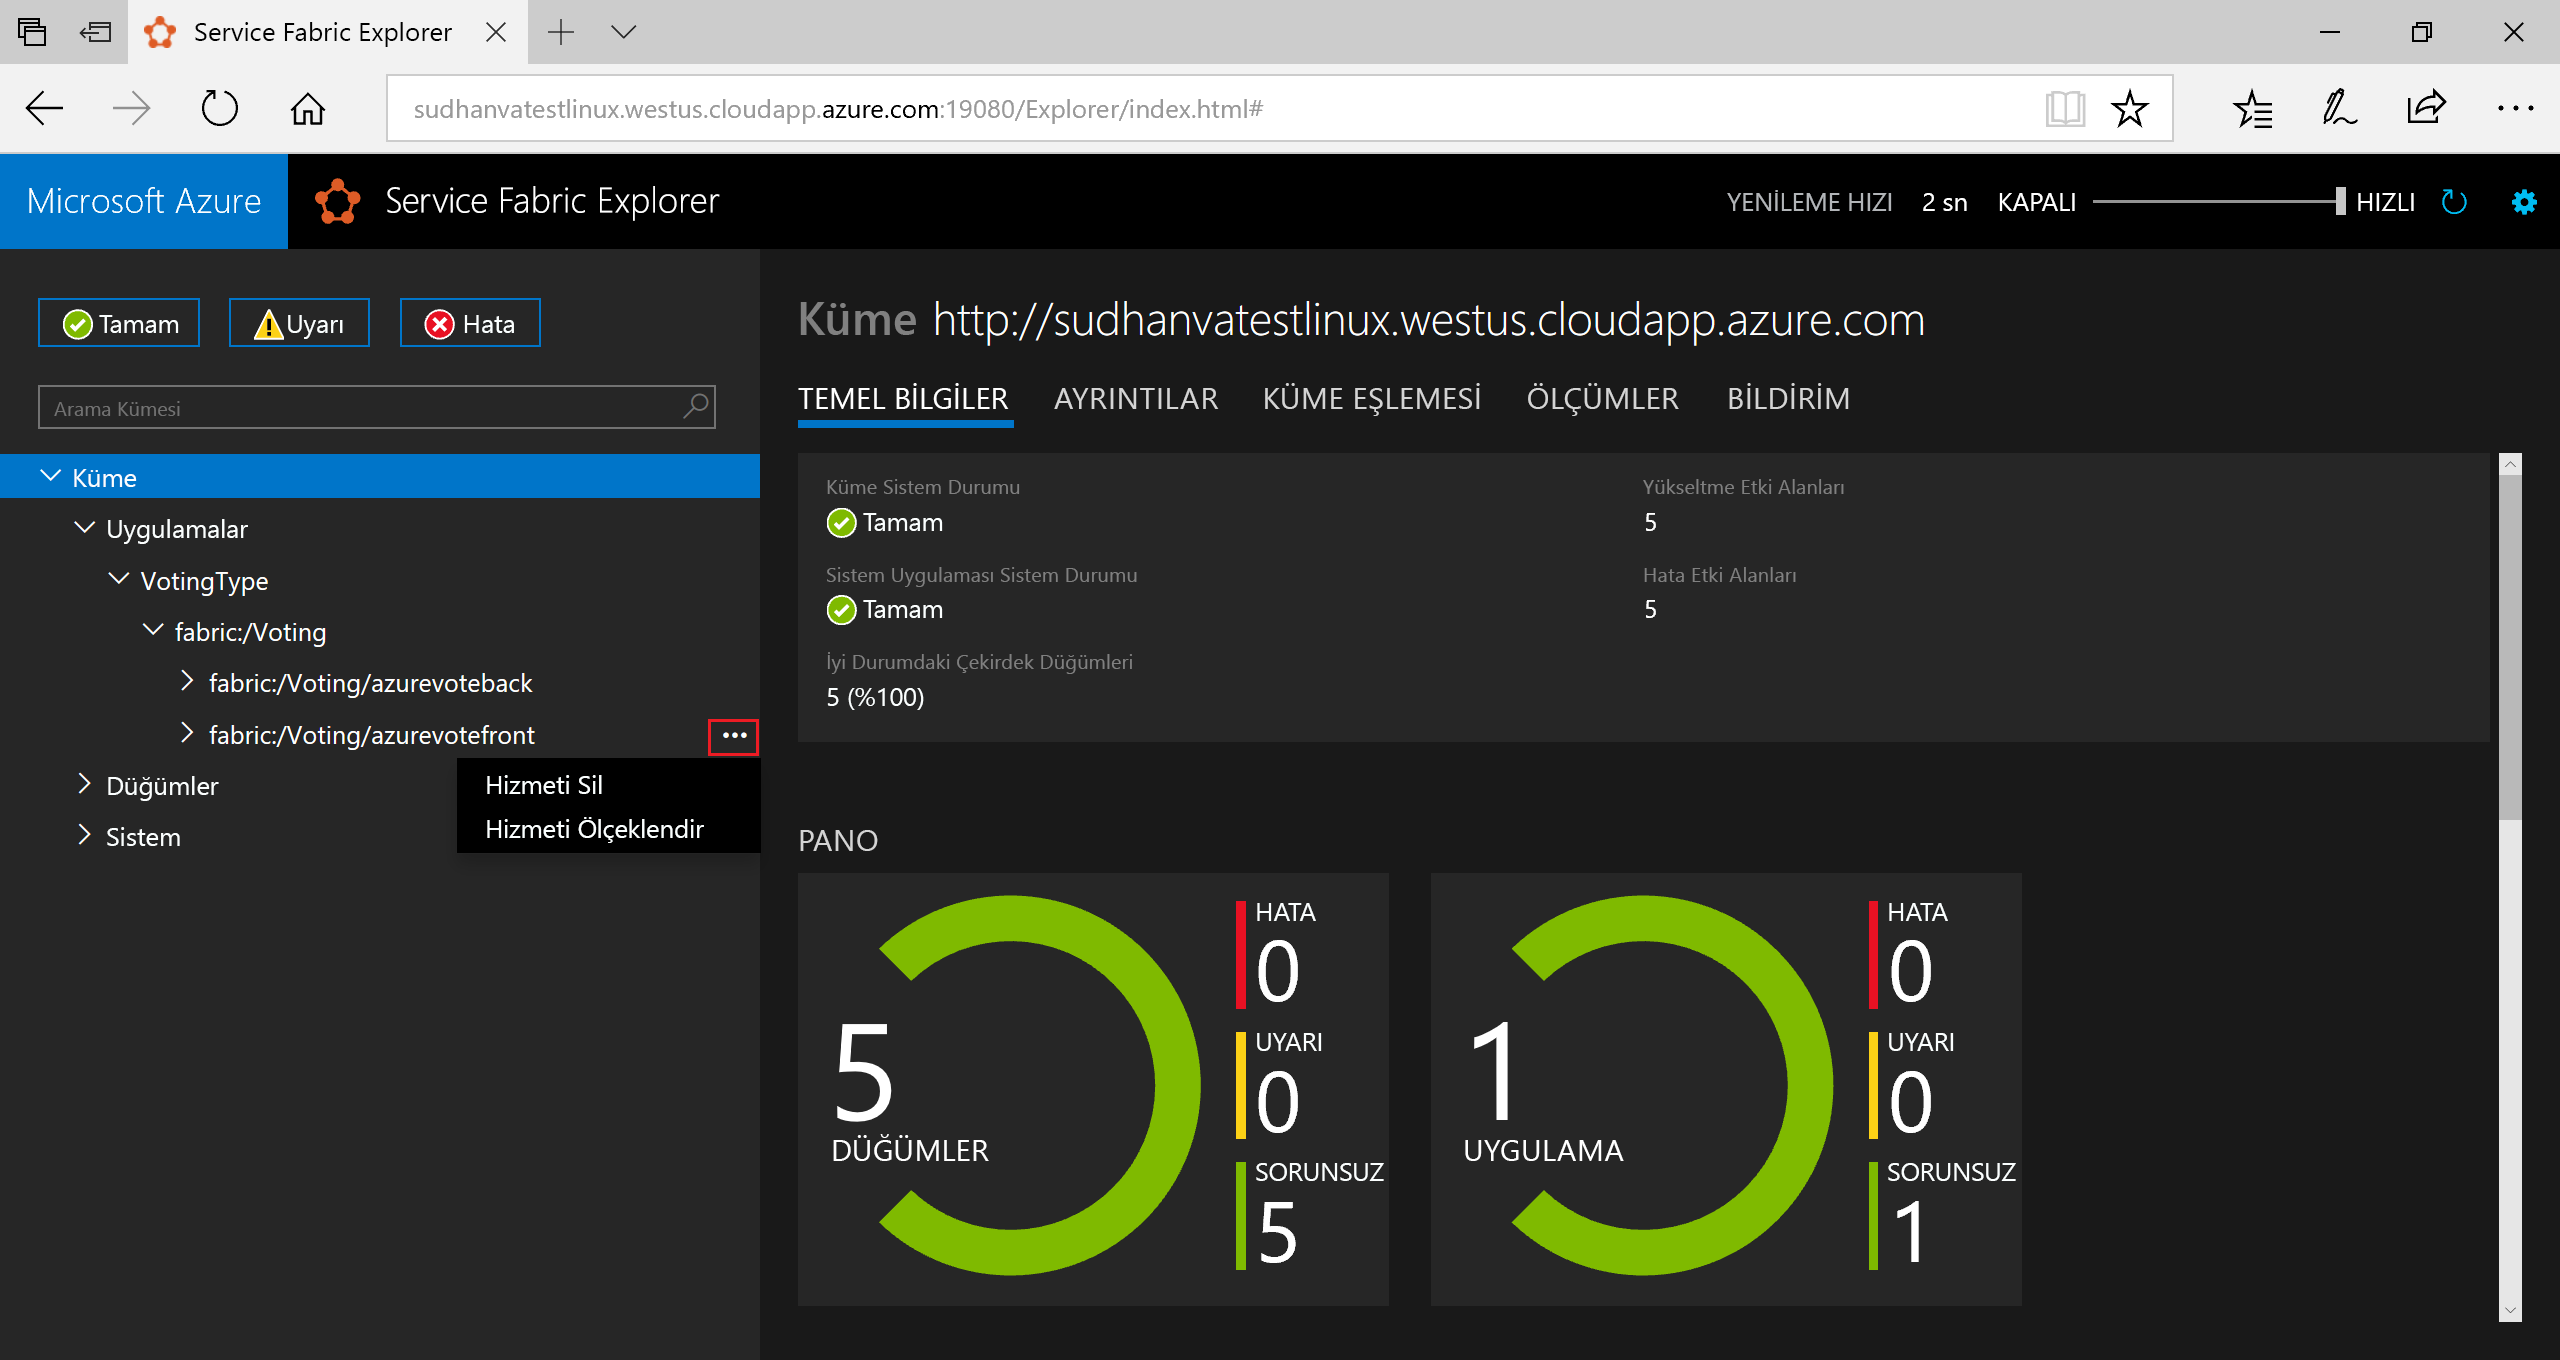 Service Fabric Explorer
sudhanvatestlinux.westus.cloudapp.azure.com:19080/Explorer/index.html#
Microsoft Azure
Service Fabric Explorer
YENİLEME HIZI 2 sn KAPALI HIZLI
Tamam Uyarı Hata
Arama Kümesi
Küme
Uygulamalar
VotingType
fabric:/Voting
fabric:/Voting/azurevoteback
fabric:/Voting/azurevotefront
Hizmeti Sil
Hizmeti Ölçeklendir
Düğümler
Sistem
Küme http://sudhanvatestlinux.westus.cloudapp.azure.com
TEMEL BİLGİLER AYRINTILAR KÜME EŞLEMESİ ÖLÇÜMLER BİLDİRİM
Küme Sistem Durumu
Tamam
Yükseltme Etki Alanları
5
Sistem Uygulaması Sistem Durumu
Tamam
Hata Etki Alanları
5
İyi Durumdaki Çekirdek Düğümleri
5 (%100)
PANO
5
DÜĞÜMLER
HATA
0
UYARI
0
SORUNSUZ
5
1
UYGULAMA
HATA
0
UYARI
0
SORUNSUZ
1